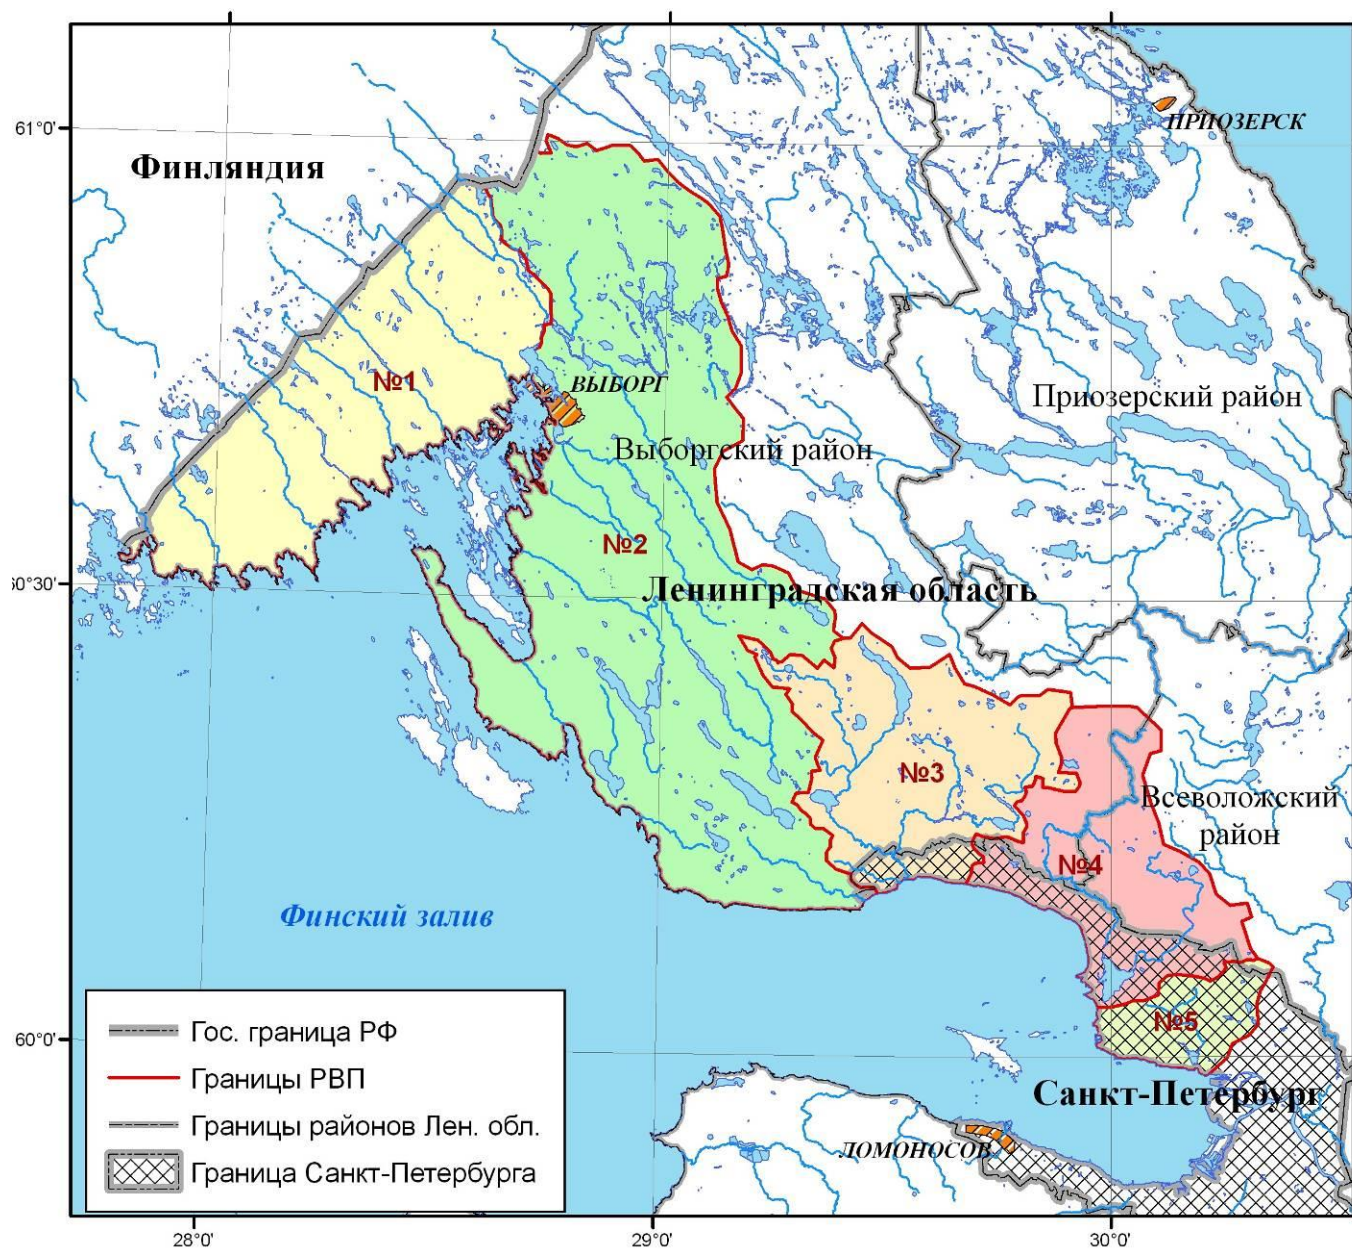 61°0'
ПРИОЗЕРСК
Финляндия
№1
ВЫБОРГ
Приозерский район
Выборгский район
№2
60°30'
Ленинградская область
№3
Всеволожский
район
№4
Финский залив
Гос. граница РФ
Границы РВП
Границы районов Лен. обл.
Граница Санкт-Петербурга
№5
60°0'
Санкт-Петербург
ЛОМОНОСОВ
28°0'
29°0'
30°0'